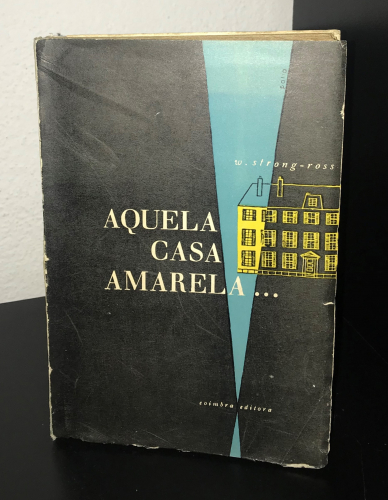 w. strong-ross
AQUELA
CASA
AMARELA...
coimbra editora